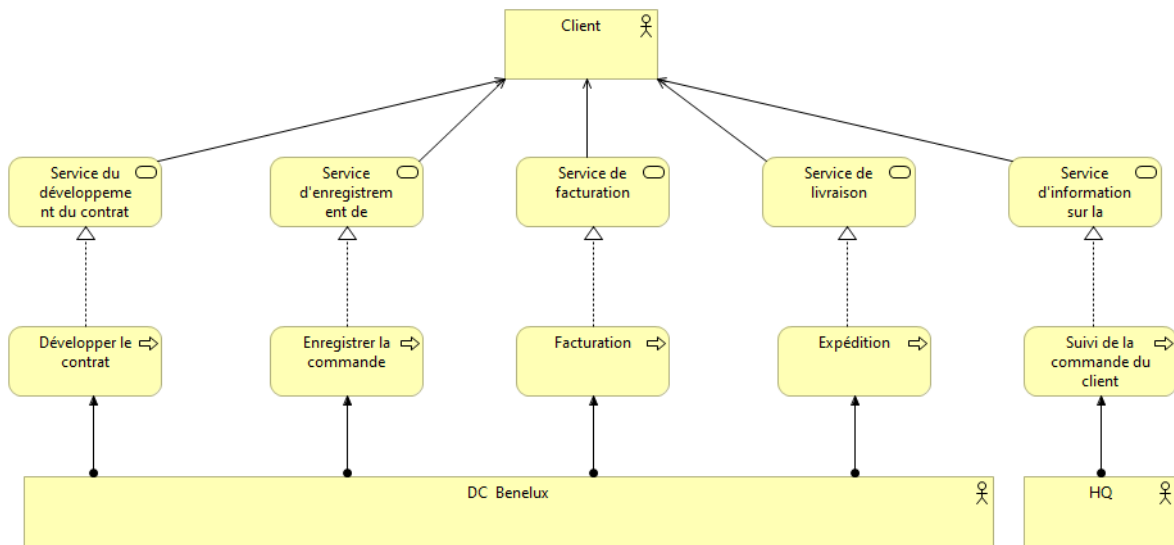 Client
Service du
développeme
nt du contrat
Service
d'enregistrem
ent de
Service de
facturation
Service de
livraison
Service
d'information
sur la
Développer le
contrat
Enregistrer la
commande
Facturation
Expédition
Suivi de la
commande du
client
DC Benelux
HQ